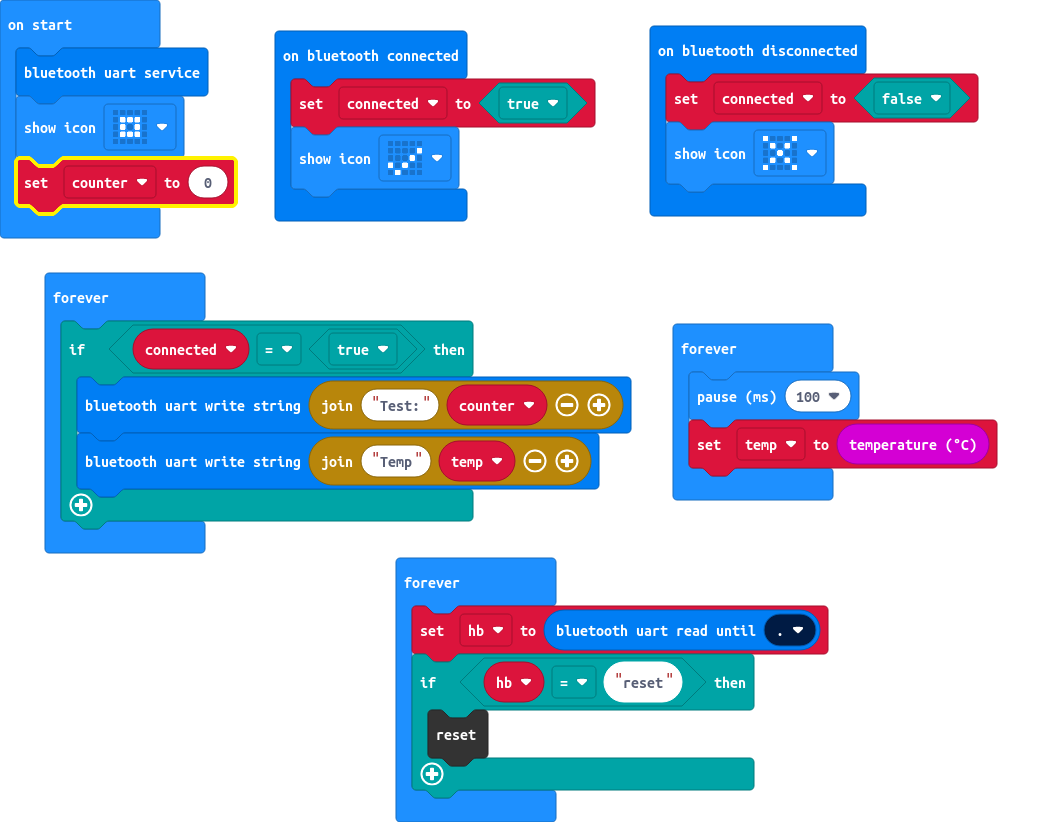 on start
bluetooth uart service
show icon
set counter to 0
on bluetooth connected
set connected to true
show icon
on bluetooth disconnected
set connected to false
show icon
forever
if connected = true then
bluetooth uart write string join "Test:" counter
bluetooth uart write string join "Temp" temp
forever
pause (ms) 100
set temp to temperature (°C)
forever
set hb to bluetooth uart read until .
if hb = "reset" then
reset